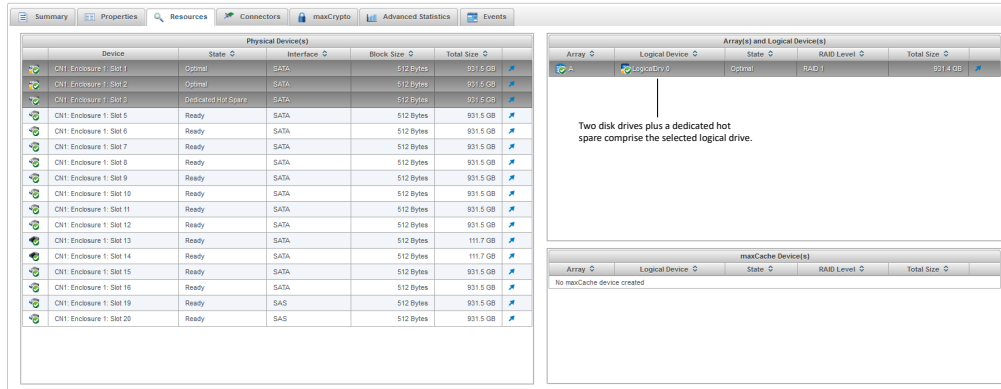 Summary Properties Resources Connectors maxCrypto Advanced Statistics Events
Physical Device(s)
Device State Interface Block Size Total Size
CN1: Enclosure 1: Slot 1 Optimal SATA 512 Bytes 931.5 GB
CN1: Enclosure 1: Slot 2 Optimal SATA 512 Bytes 931.5 GB
CN1: Enclosure 1: Slot 3 Dedicated Hot Spare SATA 512 Bytes 931.5 GB
CN1: Enclosure 1: Slot 5 Ready SATA 512 Bytes 931.5 GB
CN1: Enclosure 1: Slot 6 Ready SATA 512 Bytes 931.5 GB
CN1: Enclosure 1: Slot 7 Ready SATA 512 Bytes 931.5 GB
CN1: Enclosure 1: Slot 8 Ready SATA 512 Bytes 931.5 GB
CN1: Enclosure 1: Slot 9 Ready SATA 512 Bytes 931.5 GB
CN1: Enclosure 1: Slot 10 Ready SATA 512 Bytes 931.5 GB
CN1: Enclosure 1: Slot 11 Ready SATA 512 Bytes 931.5 GB
CN1: Enclosure 1: Slot 12 Ready SATA 512 Bytes 931.5 GB
CN1: Enclosure 1: Slot 13 Ready SATA 512 Bytes 111.7 GB
CN1: Enclosure 1: Slot 14 Ready SATA 512 Bytes 111.7 GB
CN1: Enclosure 1: Slot 15 Ready SATA 512 Bytes 931.5 GB
CN1: Enclosure 1: Slot 16 Ready SATA 512 Bytes 931.5 GB
CN1: Enclosure 1: Slot 19 Ready SAS 512 Bytes 931.5 GB
CN1: Enclosure 1: Slot 20 Ready SAS 512 Bytes 931.5 GB
Array(s) and Logical Device(s)
Array Logical Device State RAID Level Total Size
A LogicalDrv 0 Optimal RAID 1 931.4 GB
Two disk drives plus a dedicated hot
spare comprise the selected logical drive.
maxCache Device(s)
Array Logical Device State RAID Level Total Size
No maxCache device created